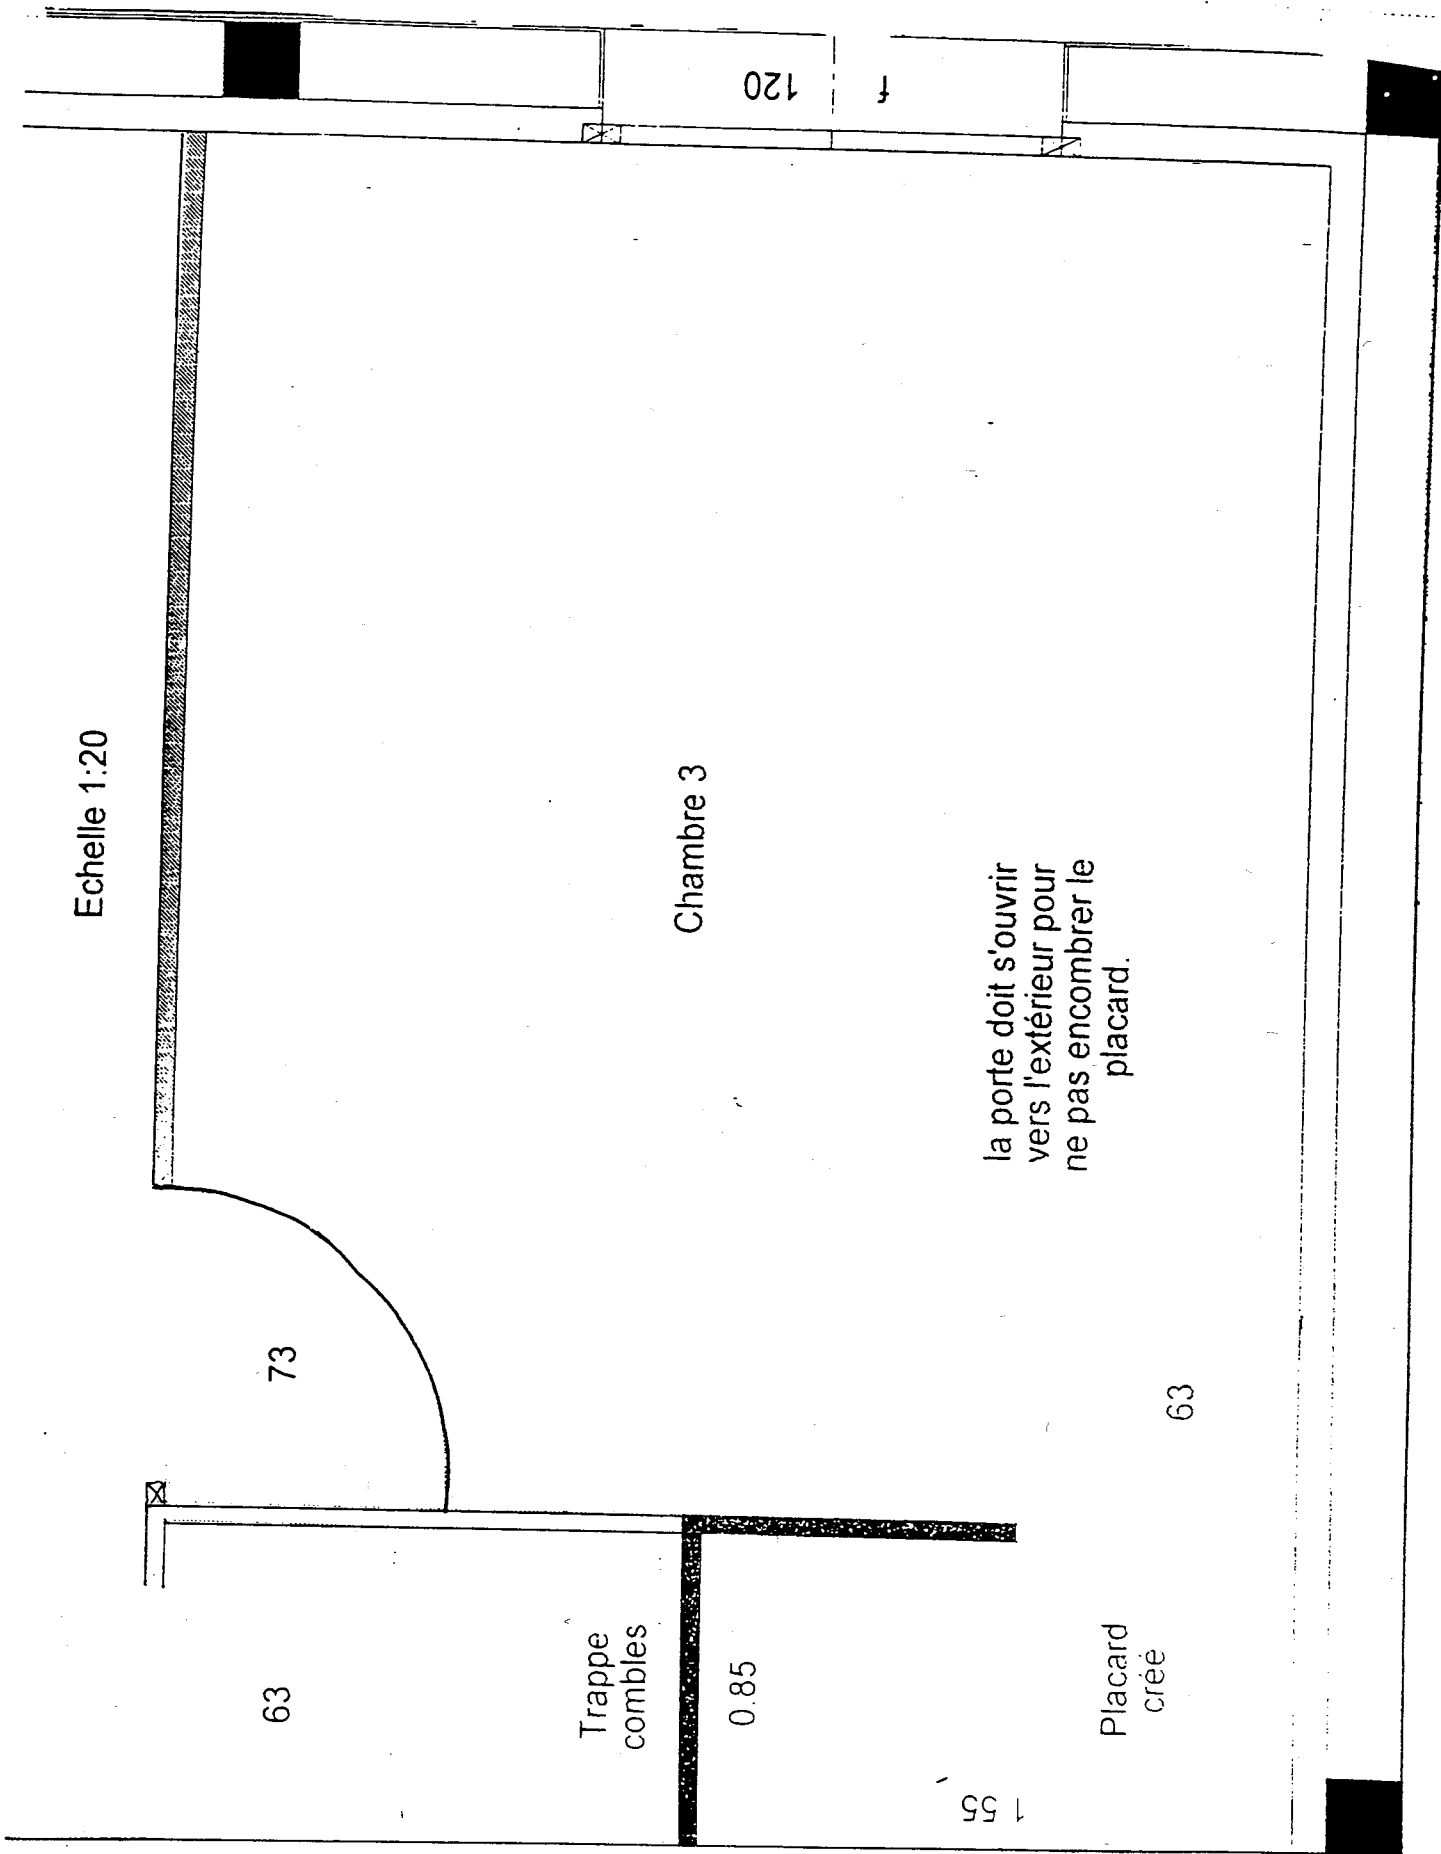 Echelle 1:20
120
f
Chambre 3
la porte doit s'ouvrir
vers l'extérieur pour
ne pas encombrer le
placard.
73
63
63
Trappe
combles
0.85
Placard
créé
1 55